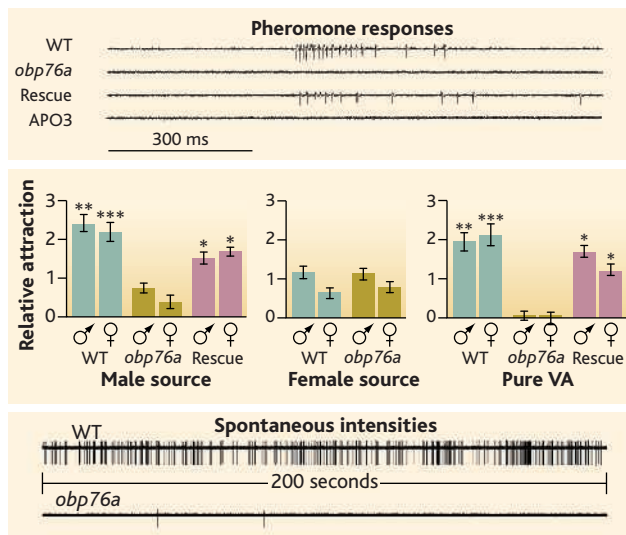 Pheromone responses
WT
obp76a
Rescue
APO3
300 ms
Relative attraction
3
2
1
0
** ***
* *
♂ ♀ ♂ ♀ ♂ ♀
WT obp76a Rescue
Male source
3
2
1
0
♂ ♀ ♂ ♀
WT obp76a
Female source
3
2
1
0
** ***
* *
♂ ♀ ♂ ♀ ♂ ♀
WT obp76a Rescue
Pure VA
Spontaneous intensities
WT
200 seconds
obp76a